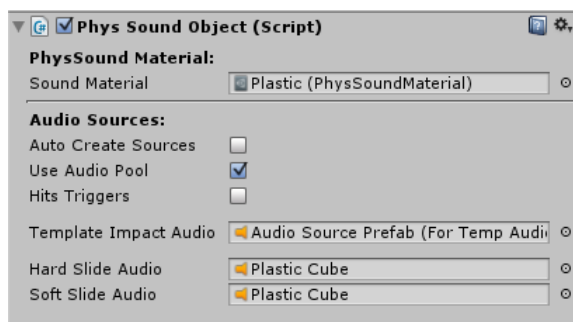 Phys Sound Object (Script)
PhysSound Material:
Sound Material Plastic (PhysSoundMaterial)
Audio Sources:
Auto Create Sources
Use Audio Pool
Hits Triggers
Template Impact Audio Audio Source Prefab (For Temp Audi
Hard Slide Audio Plastic Cube
Soft Slide Audio Plastic Cube